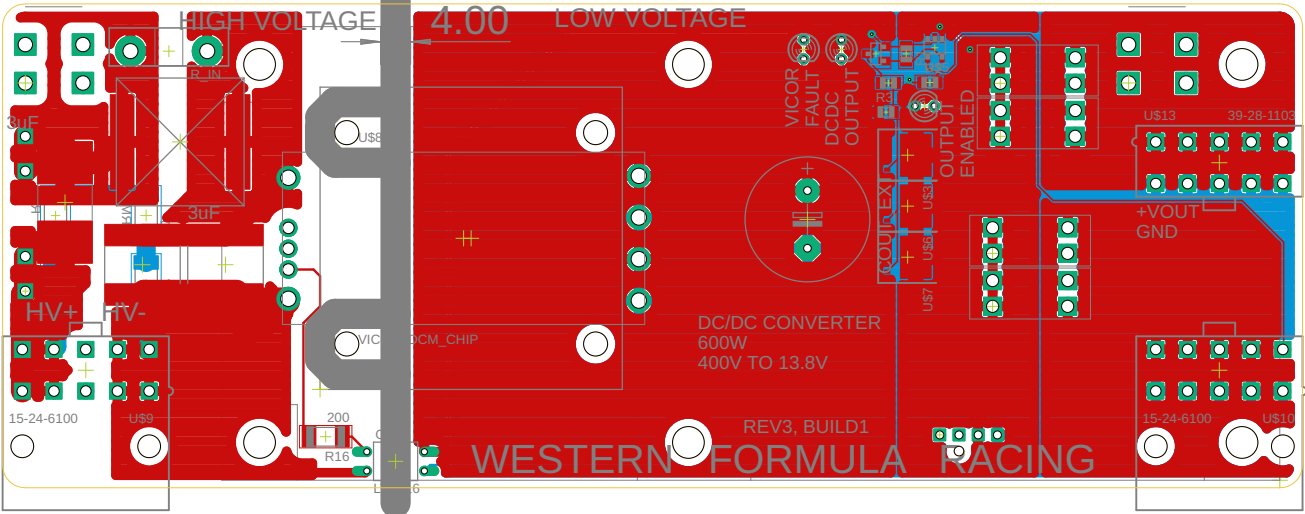 HIGH VOLTAGE
4.00
LOW VOLTAGE
R_IN
3uF
U$8
VICOR
FAULT
DCDC
OUTPUT
R3
OUTPUT
ENABLED
U$13
39-28-1103
3uF
COUT_EXT
U$3
U$6
U$7
+VOUT
GND
HV+
HV-
DC/DC CONVERTER
600W
400V TO 13.8V
15-24-6100
U$9
200
R16
REV3, BUILD1
WESTERN FORMULA RACING
15-24-6100
U$10